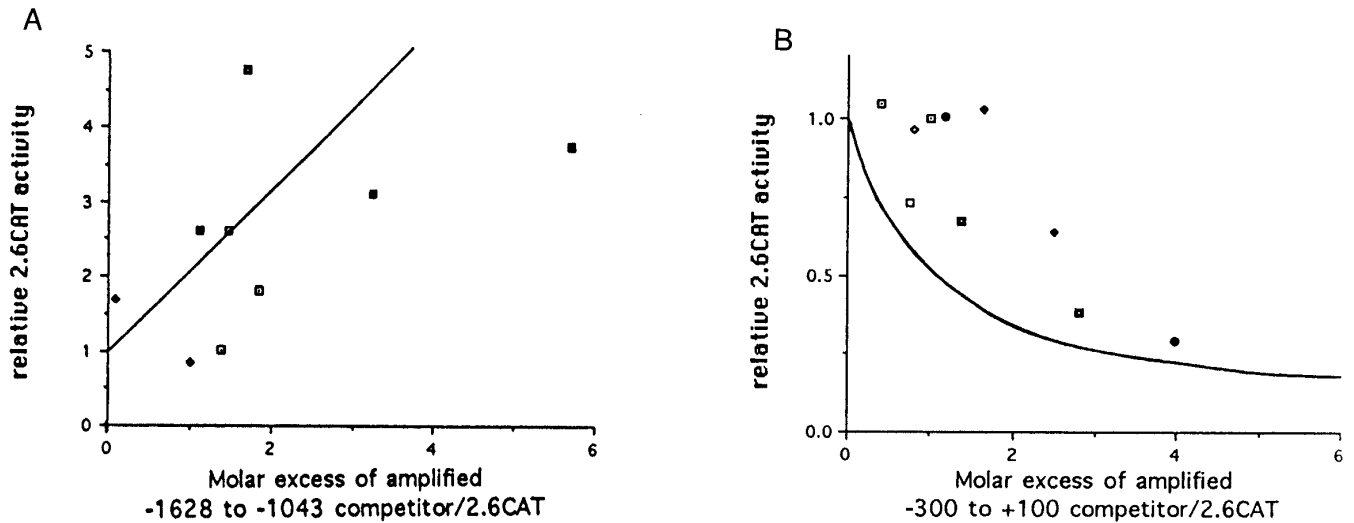 A
relative 2.6CAT activity
5
4
3
2
1
0
0 2 4 6
Molar excess of amplified
-1628 to -1043 competitor/2.6CAT
B
relative 2.6CAT activity
1.0
0.5
0.0
0 2 4 6
Molar excess of amplified
-300 to +100 competitor/2.6CAT